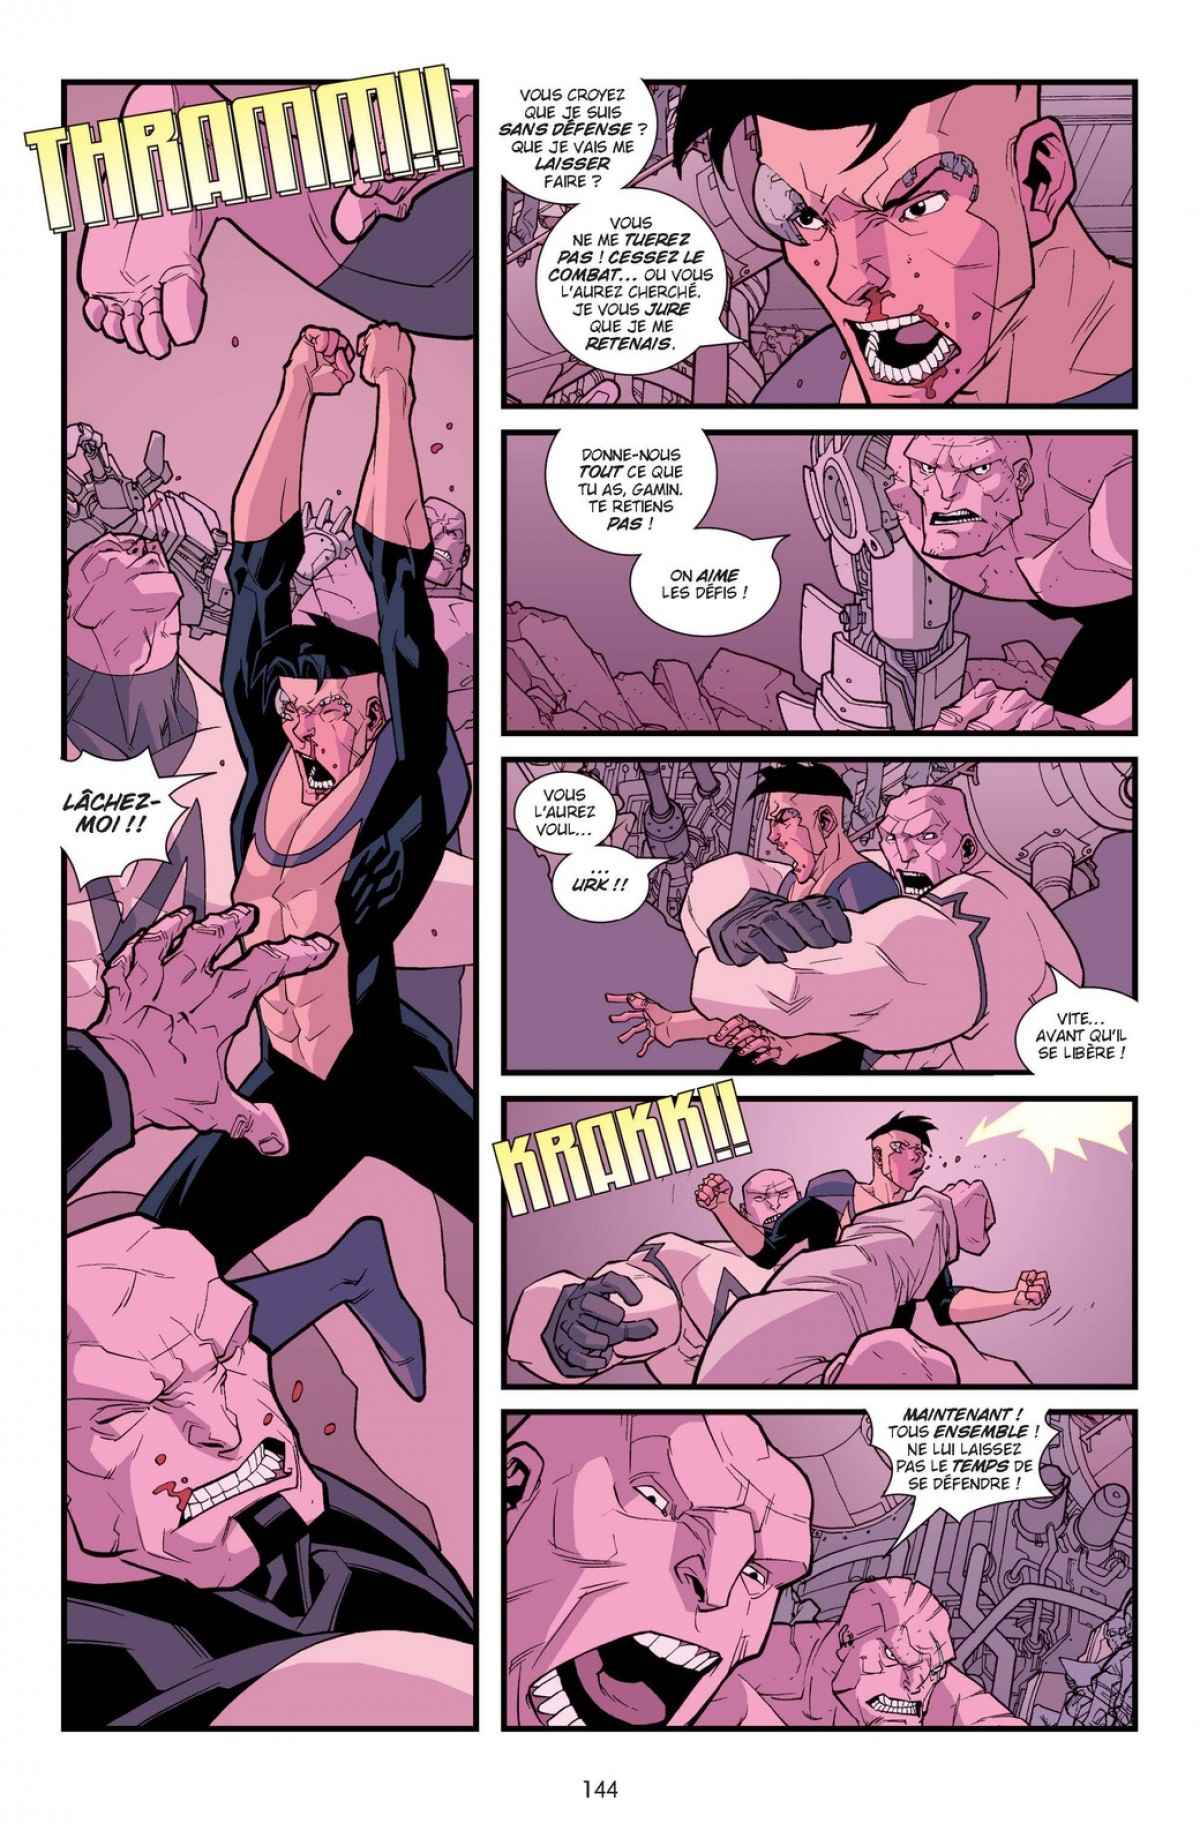 THRAMM!!
LÂCHEZ-
MOI !!
VOUS CROYEZ
QUE JE SUIS
SANS DÉFENSE ?
QUE JE VAIS ME
LAISSER
FAIRE ?
VOUS
NE ME TUEREZ
PAS ! CESSEZ LE
COMBAT... OU VOUS
L'AUREZ CHERCHÉ.
JE VOUS JURE
QUE JE ME
RETENAIS.
DONNE-NOUS
TOUT CE QUE
TU AS, GAMIN.
TE RETIENS
PAS !
ON AIME
LES DÉFIS !
VOUS
L'AUREZ
VOUL...
...
URK !!
VITE...
AVANT QU'IL
SE LIBÈRE !
KRAKK!!
MAINTENANT !
TOUS ENSEMBLE !
NE LUI LAISSEZ
PAS LE TEMPS DE
SE DÉFENDRE !
144